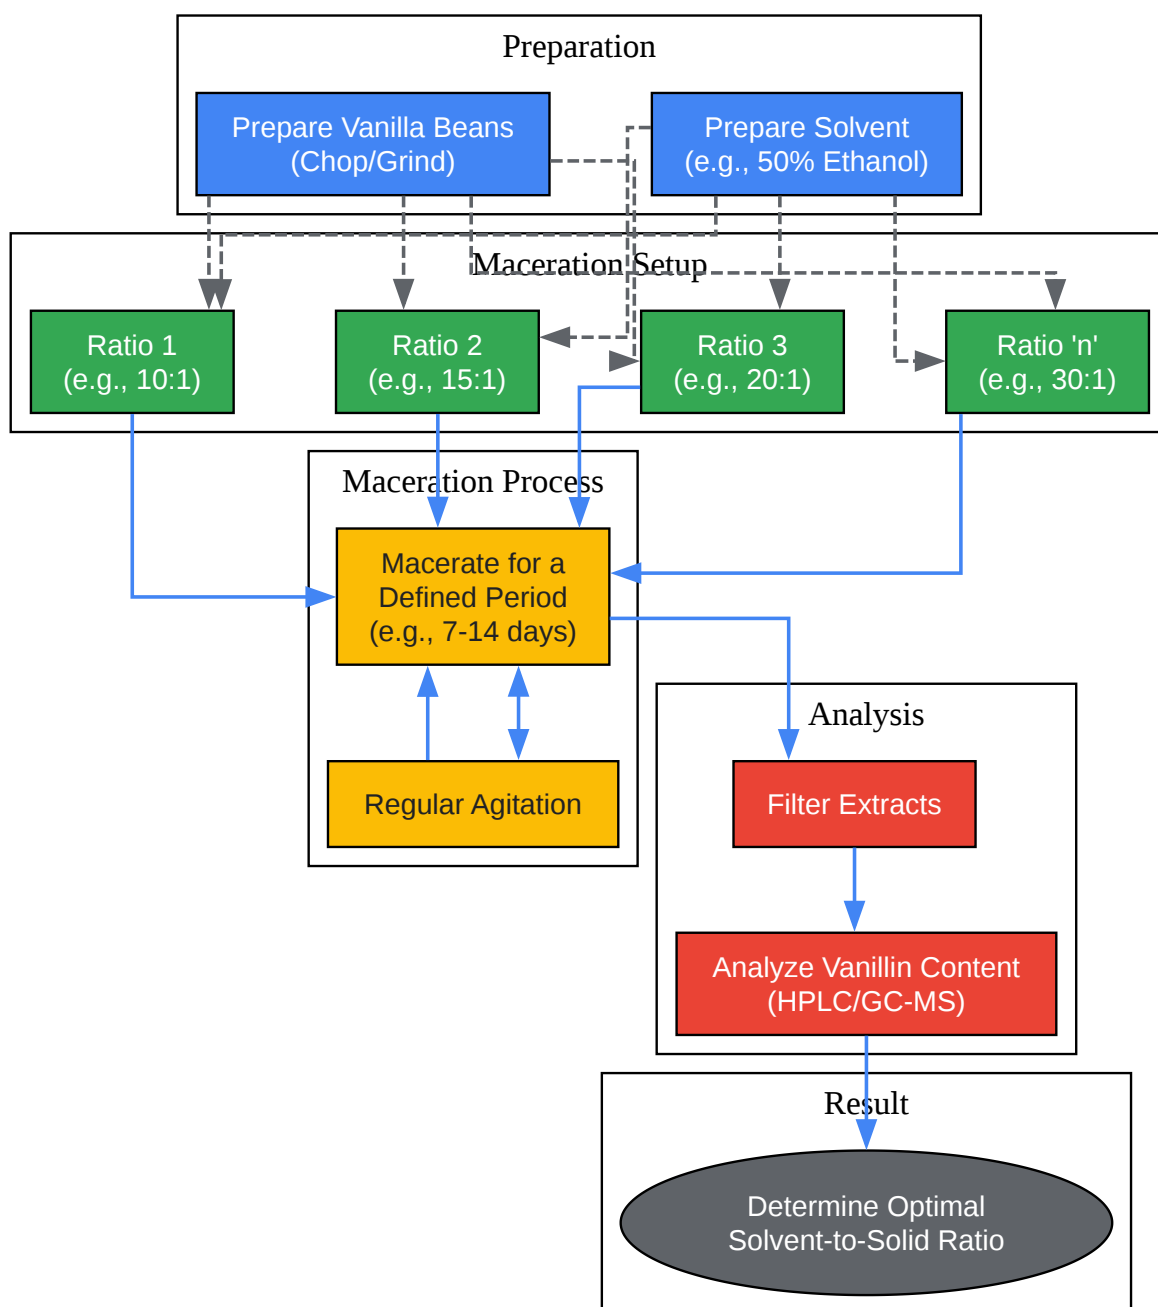 Preparation
Prepare Vanilla Beans
(Chop/Grind)
Prepare Solvent
(e.g., 50% Ethanol)
Maceration Setup
Ratio 1
(e.g., 10:1)
Ratio 2
(e.g., 15:1)
Ratio 3
(e.g., 20:1)
Ratio 'n'
(e.g., 30:1)
Maceration Process
Macerate for a
Defined Period
(e.g., 7-14 days)
Regular Agitation
Analysis
Filter Extracts
Analyze Vanillin Content
(HPLC/GC-MS)
Result
Determine Optimal
Solvent-to-Solid Ratio